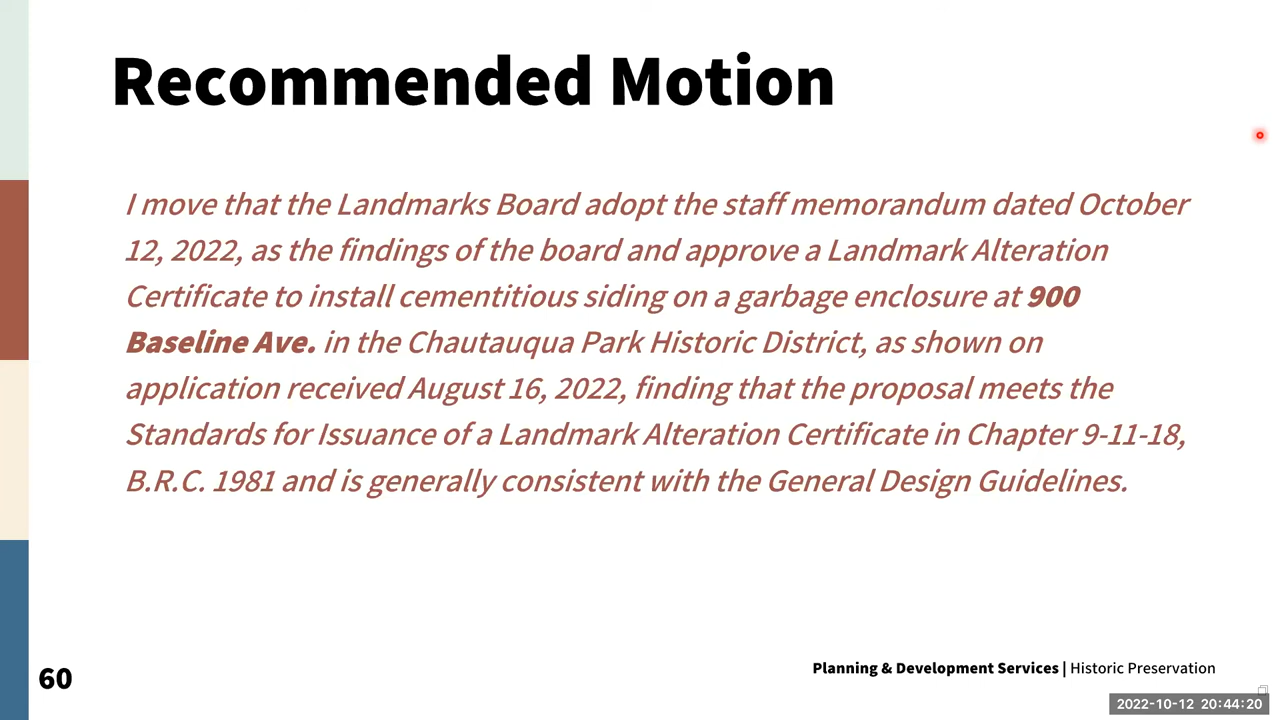 Recommended Motion
I move that the Landmarks Board adopt the staff memorandum dated October
12, 2022, as the findings of the board and approve a Landmark Alteration
Certificate to install cementitious siding on a garbage enclosure at 900
Baseline Ave. in the Chautauqua Park Historic District, as shown on
application received August 16, 2022, finding that the proposal meets the
Standards for Issuance of a Landmark Alteration Certificate in Chapter 9-11-18,
B.R.C. 1981 and is generally consistent with the General Design Guidelines.
60
Planning & Development Services | Historic Preservation
2022-10-12 20:44:20